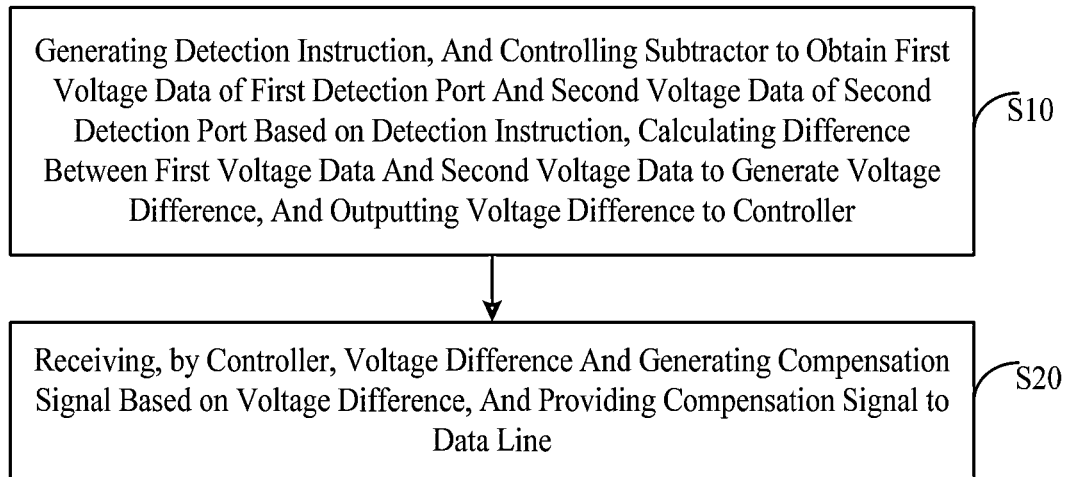 Generating Detection Instruction, And Controlling Subtractor to Obtain First
Voltage Data of First Detection Port And Second Voltage Data of Second
Detection Port Based on Detection Instruction, Calculating Difference
Between First Voltage Data And Second Voltage Data to Generate Voltage
Difference, And Outputting Voltage Difference to Controller
S10
Receiving, by Controller, Voltage Difference And Generating Compensation
Signal Based on Voltage Difference, And Providing Compensation Signal to
Data Line
S20